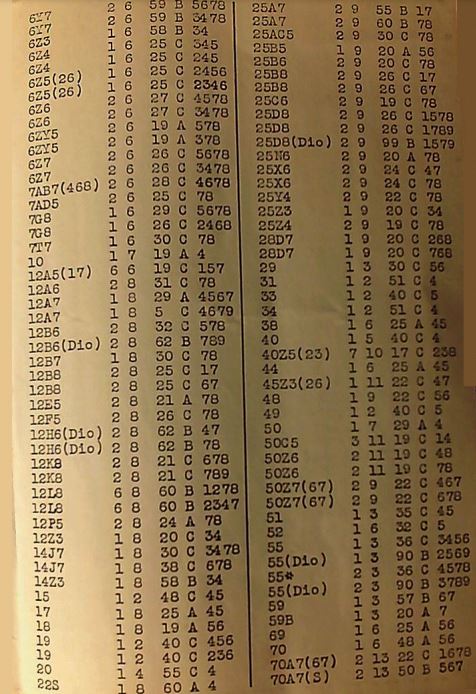 6Y7 2 6 59 B 5678
6Y7 2 6 59 B 3478
6Z3 1 6 58 B 34
6Z4 1 6 25 C 345
6Z4 1 6 25 C 245
6Z5(26) 2 6 25 C 2456
6Z5(26) 2 6 25 C 2346
6Z6 2 6 27 C 4578
6Z6 2 6 27 C 3478
6ZY5 2 6 19 A 578
6ZY5 2 6 19 A 378
6Z7 2 6 26 C 5678
6Z7 2 6 26 C 3478
7AB7(468) 2 6 28 C 4678
7AD5 2 6 25 C 78
7G8 1 6 29 C 5678
7G8 1 6 26 C 2468
7T7 1 6 30 C 78
10 1 7 19 A 4
12A5(17) 6 6 19 C 157
12A6 2 8 31 C 78
12A7 1 8 29 A 4567
12A7 1 8 5 C 4679
12B6 2 8 32 C 578
12B6(Dio) 2 8 62 B 789
12B7 1 8 30 C 78
12B8 2 8 25 C 17
12B8 2 8 25 C 67
12E5 2 8 21 A 78
12F5 2 8 26 C 78
12H6(Dio) 2 8 62 B 47
12H6(Dio) 2 8 62 B 78
12K8 2 8 21 C 678
12K8 2 8 21 C 789
12L8 6 8 60 B 1278
12L8 6 8 60 B 2347
12P5 2 8 24 A 78
12Z3 1 8 20 C 34
14J7 1 8 30 C 3478
14J7 1 8 38 C 678
14Z3 1 8 58 B 34
15 1 2 48 C 45
17 1 8 25 A 45
18 1 8 19 A 56
19 1 2 40 C 456
19 1 2 40 C 236
20 1 4 55 C 4
22S 1 8 60 A 4
25A7 2 9 55 B 17
25A7 2 9 60 B 78
25AC5 2 9 30 C 78
25B5 1 9 20 A 56
25B6 2 9 20 C 78
25B8 2 9 26 C 17
25B8 2 9 26 C 67
25C6 2 9 19 C 78
25D8 2 9 26 C 1578
25D8 2 9 26 C 1789
25D8(Dio) 2 9 99 B 1579
25N6 2 9 20 A 78
25X6 2 9 24 C 47
25X6 2 9 24 C 78
25Y4 2 9 22 C 78
25Z3 1 9 20 C 34
25Z4 2 9 19 C 78
28D7 1 9 20 C 268
28D7 1 9 20 C 768
29 1 3 30 C 56
31 1 2 51 C 4
33 1 2 40 C 5
34 1 2 51 C 4
38 1 6 25 A 45
40 1 5 40 C 4
40Z5(23) 7 10 17 C 238
44 1 6 25 A 45
45Z3(26) 1 11 22 C 47
48 1 9 22 C 56
49 1 2 40 C 5
50 1 7 29 A 4
50C5 3 11 19 C 14
50Z6 2 11 19 C 48
50Z6 2 11 19 C 78
50Z7(67) 2 9 22 C 467
50Z7(67) 2 9 22 C 678
51 1 3 35 C 45
52 1 6 32 C 5
55 1 3 36 C 3456
55(Dio) 1 3 90 B 2569
55* 2 3 36 C 4578
55(Dio) 2 3 90 B 3789
59 1 3 57 B 67
59B 1 3 20 A 7
69 1 6 25 A 56
70 1 6 48 A 56
70A7(67) 2 13 22 C 1678
70A7(S) 2 13 50 B 567